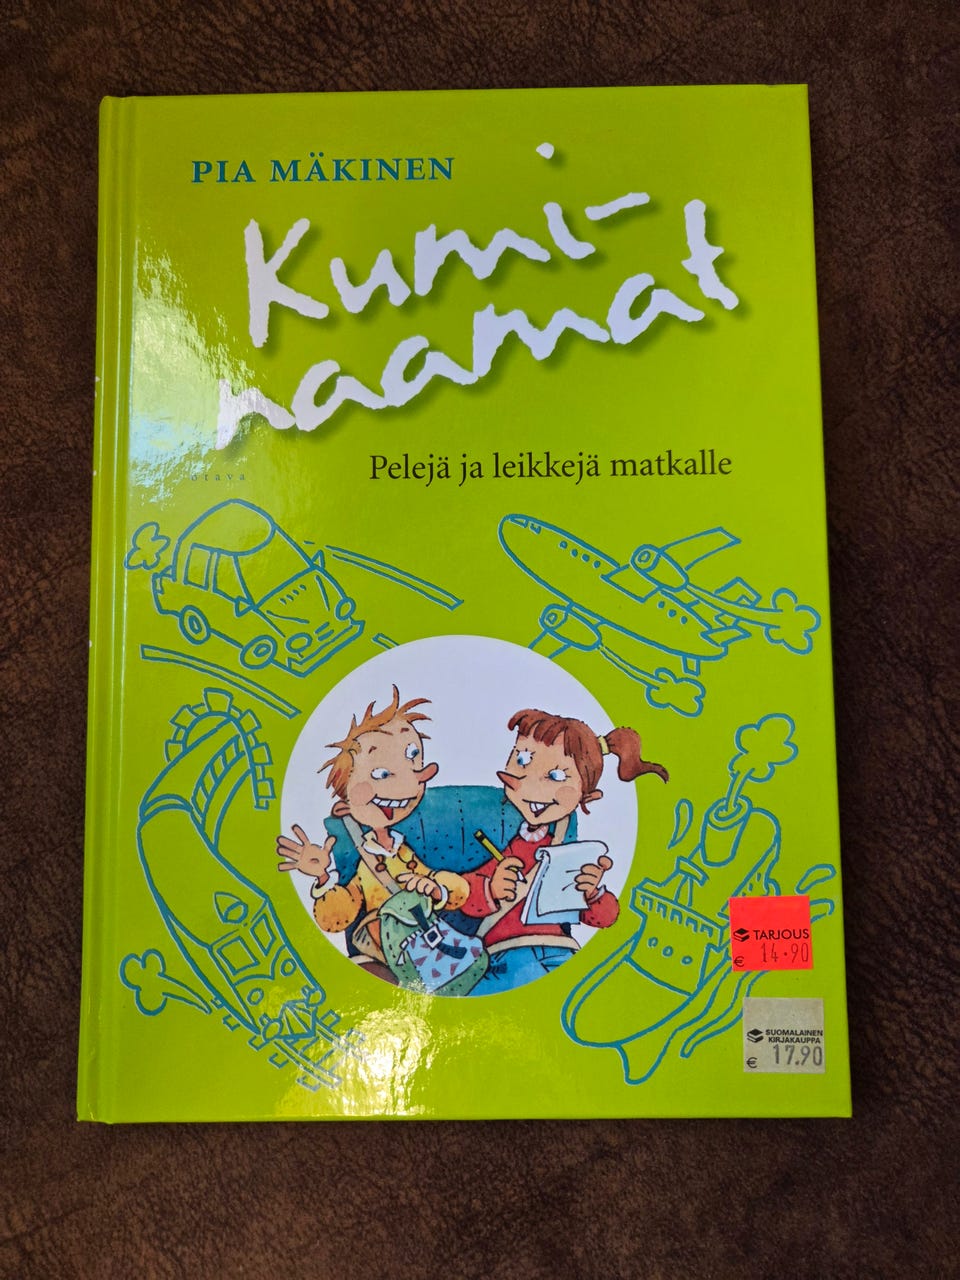 PIA MÄKINEN
Kumi-
naamat
Pelejä ja leikkejä matkalle
otava
TARJOUS
€ 14.90
SUOMALAINEN
KIRJAKAUPPA
€ 17.90